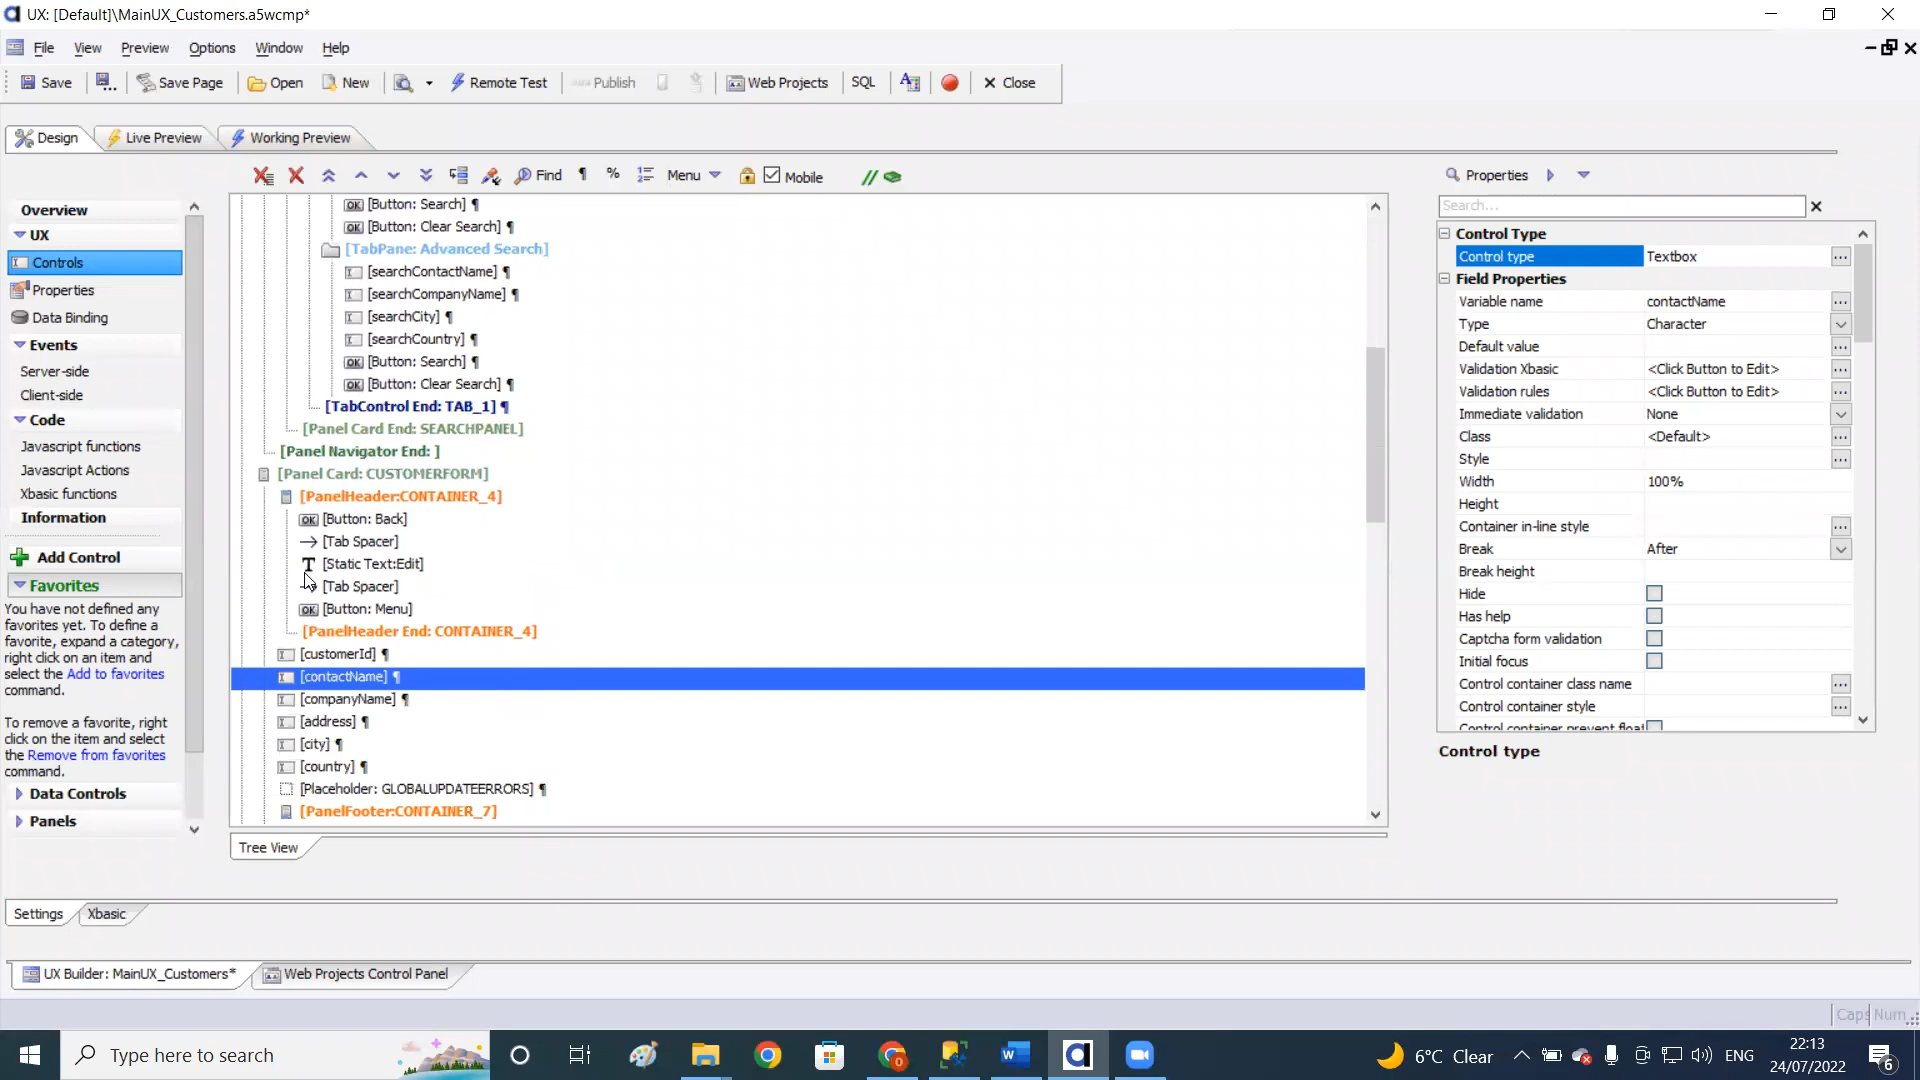 UX: [Default]\MainUX_Customers.a5wcmp*
File View Preview Options Window Help
Save Save Page Open New Remote Test Publish Web Projects SQL Close
Design Live Preview Working Preview
Find ¶ % Menu Mobile //
Properties
Search...
Overview
UX
Controls
Properties
Data Binding
Events
Server-side
Client-side
Code
Javascript functions
Javascript Actions
Xbasic functions
Information
Add Control
Favorites
You have not defined any
favorites yet. To define a
favorite, expand a category,
right click on an item and
select the Add to favorites
command.
To remove a favorite, right
click on the item and select
the Remove from favorites
command.
Data Controls
Panels
OK [Button: Search] ¶
OK [Button: Clear Search] ¶
[TabPane: Advanced Search]
[searchContactName] ¶
[searchCompanyName] ¶
[searchCity] ¶
[searchCountry] ¶
OK [Button: Search] ¶
OK [Button: Clear Search] ¶
[TabControl End: TAB_1] ¶
[Panel Card End: SEARCHPANEL]
[Panel Navigator End: ]
[Panel Card: CUSTOMERFORM]
[PanelHeader:CONTAINER_4]
OK [Button: Back]
[Tab Spacer]
T [Static Text:Edit]
[Tab Spacer]
OK [Button: Menu]
[PanelHeader End: CONTAINER_4]
[customerId] ¶
[contactName] ¶
[companyName] ¶
[address] ¶
[city] ¶
[country] ¶
[Placeholder: GLOBALUPDATEERRORS] ¶
[PanelFooter:CONTAINER_7]
Tree View
Control Type
Control type Textbox
Field Properties
Variable name contactName
Type Character
Default value
Validation Xbasic <Click Button to Edit>
Validation rules <Click Button to Edit>
Immediate validation None
Class <Default>
Style
Width 100%
Height
Container in-line style
Break After
Break height
Hide
Has help
Captcha form validation
Initial focus
Control container class name
Control container style
Control container prevent float
Control type
Settings Xbasic
UX Builder: MainUX_Customers* Web Projects Control Panel
Caps Num
Type here to search
6°C Clear ENG
22:13
24/07/2022
6